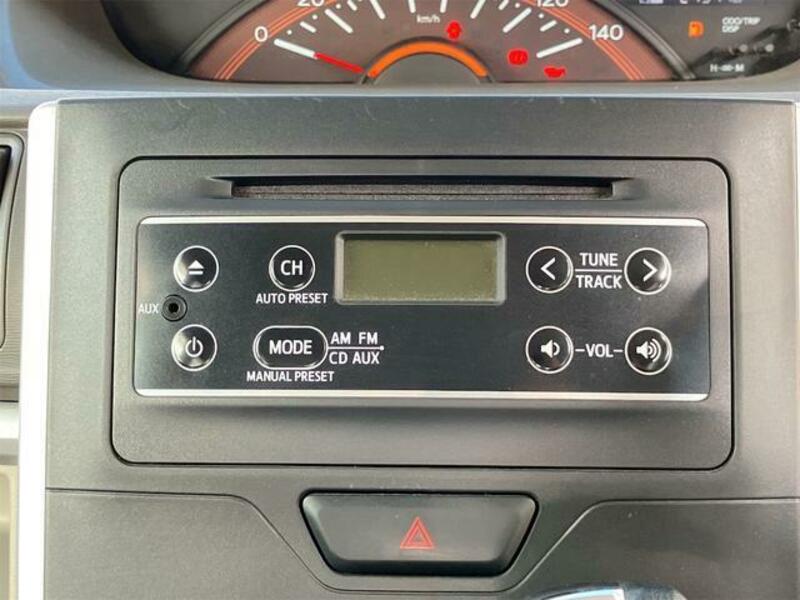 0 20 120 140
km/h
ODO/TRIP
DISP
H M
CH
AUTO PRESET
TUNE
TRACK
AUX
MODE
AM FM
CD AUX
MANUAL PRESET
VOL